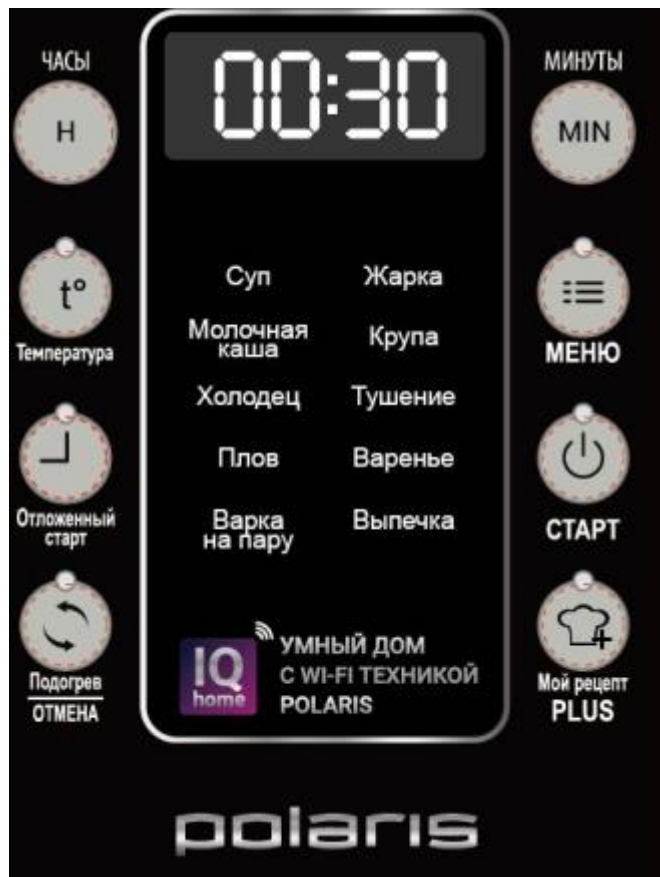 ЧАСЫ
H
00:30
МИНУТЫ
MIN
t°
Температура
МЕНЮ
Отложенный
старт
СТАРТ
Подогрев
ОТМЕНА
Мой рецепт
PLUS
Суп
Жарка
Молочная
каша
Крупа
Холодец
Тушение
Плов
Варенье
Варка
на пару
Выпечка
IQ
home
УМНЫЙ ДОМ
С WI-FI ТЕХНИКОЙ
POLARIS
polaris